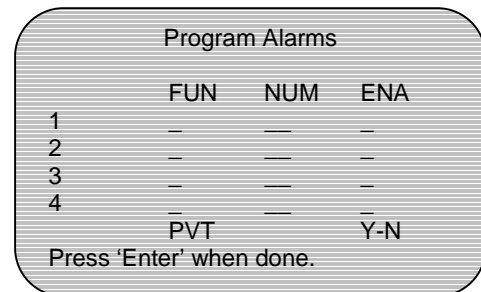 Program Alarms
FUN NUM ENA
1 _ __ _
2 _ __ _
3 _ __ _
4 _ __ _
PVT Y-N
Press ‘Enter’ when done.